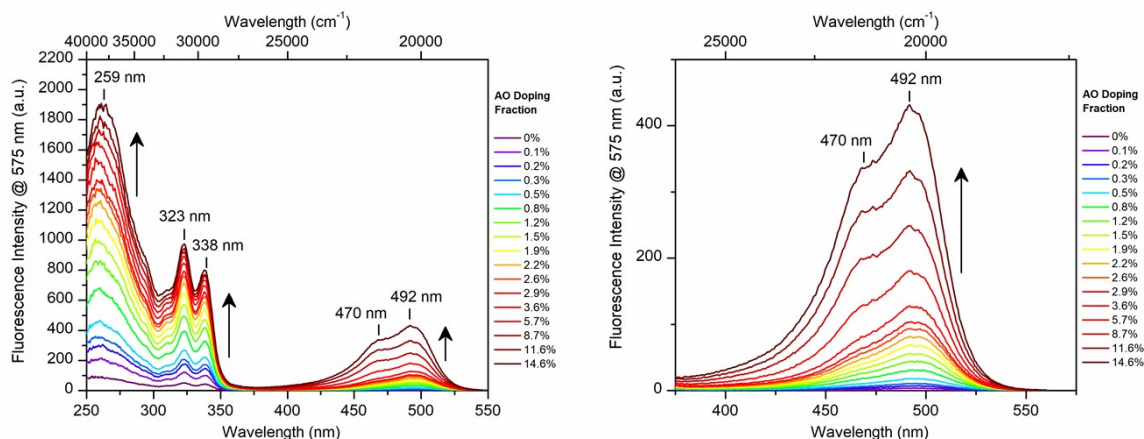 Wavelength (cm⁻¹)
40000 35000 30000 25000 20000
2200
2000
1800
1600
1400
1200
1000
800
600
400
200
0
Fluorescence Intensity @ 575 nm (a.u.)
259 nm
323 nm
338 nm
470 nm
492 nm
250 300 350 400 450 500 550
Wavelength (nm)
AO Doping
Fraction
0%
0.1%
0.2%
0.3%
0.5%
0.8%
1.2%
1.5%
1.9%
2.2%
2.6%
2.9%
3.6%
5.7%
8.7%
11.6%
14.6%
Wavelength (cm⁻¹)
25000 20000
400
200
0
Fluorescence Intensity @ 575 nm (a.u.)
492 nm
470 nm
400 450 500 550
Wavelength (nm)
AO Doping
Fraction
0%
0.1%
0.2%
0.3%
0.5%
0.8%
1.2%
1.5%
1.9%
2.2%
2.6%
2.9%
3.6%
5.7%
8.7%
11.6%
14.6%